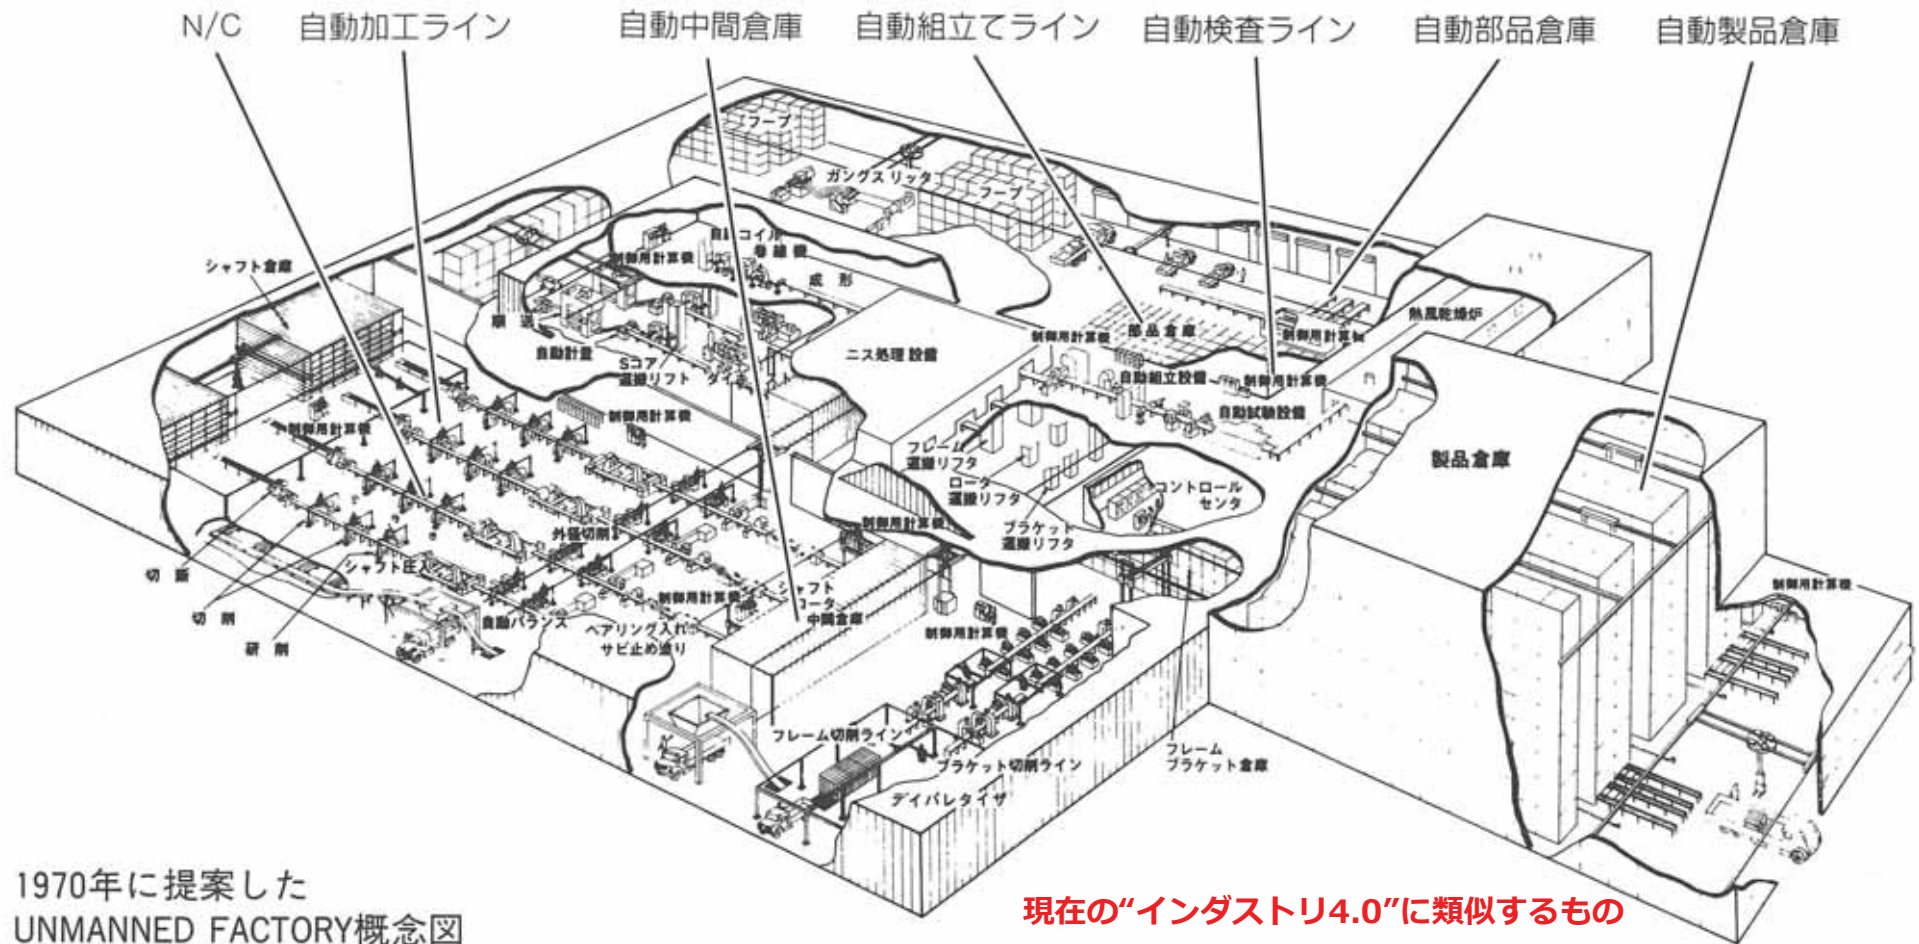 N/C
自動加工ライン
自動中間倉庫
自動組立てライン
自動検査ライン
自動部品倉庫
自動製品倉庫
フープ
ガングスリッタ
フープ
シャフト倉庫
自動コイル
巻線機
制御用計算機
成形
自動計量
Sコア
運搬リフト
ニス処理設備
制御用計算機
部品倉庫
熱風乾燥炉
自動組立設備
制御用計算機
自動試験設備
制御用計算機
制御用計算機
フレーム
運搬リフタ
ロータ
運搬リフタ
ブラケット
運搬リフタ
コントロール
センタ
製品倉庫
制御用計算機
外径切削
シャフト圧入
切断
切削
研削
自動バランス
ベアリング入れ
サビ止め塗り
制御用計算機
シャフト
ロータ
中間倉庫
制御用計算機
制御用計算機
フレーム切削ライン
ブラケット切削ライン
デイパレタイザ
フレーム
ブラケット倉庫
1970年に提案した
UNMANNED FACTORY概念図
現在の“インダストリ4.0”に類似するもの